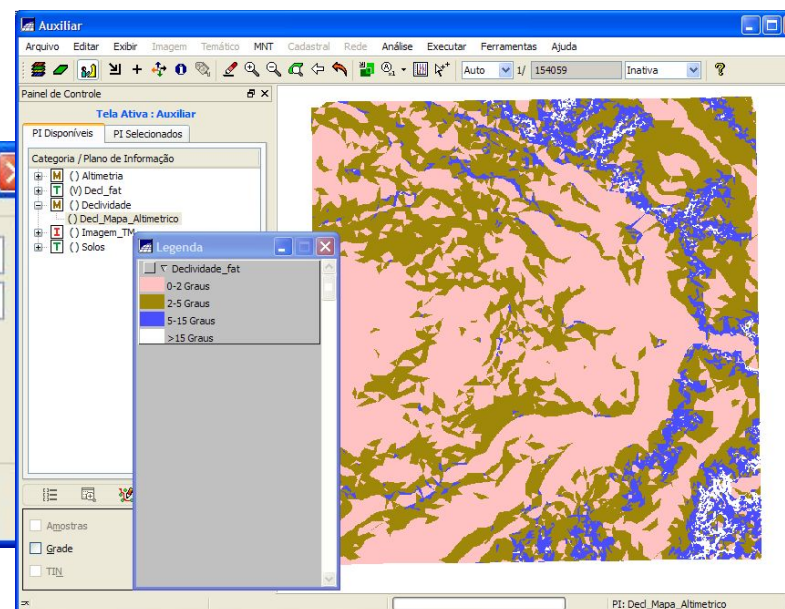 Auxiliar
Arquivo Editar Exibir Imagem Temático MNT Cadastral Rede Análise Executar Ferramentas Ajuda
Auto 1/ 154059 Inativa
Painel de Controle
Tela Ativa : Auxiliar
PI Disponíveis PI Selecionados
Categoria / Plano de Informação
M ( ) Altimetria
T (V) Decl_fat
M ( ) Declividade
( ) Decl_Mapa_Altimetrico
I ( ) Imagem_TM
T ( ) Solos
Legenda
Declividade_fat
0-2 Graus
2-5 Graus
5-15 Graus
>15 Graus
Amostras
Grade
TIN
PI: Decl_Mapa_Altimetrico